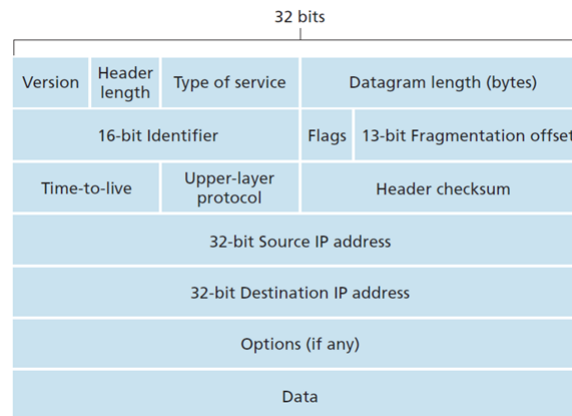 32 bits
Version
Header
length
Type of service
Datagram length (bytes)
16-bit Identifier
Flags
13-bit Fragmentation offset
Time-to-live
Upper-layer
protocol
Header checksum
32-bit Source IP address
32-bit Destination IP address
Options (if any)
Data